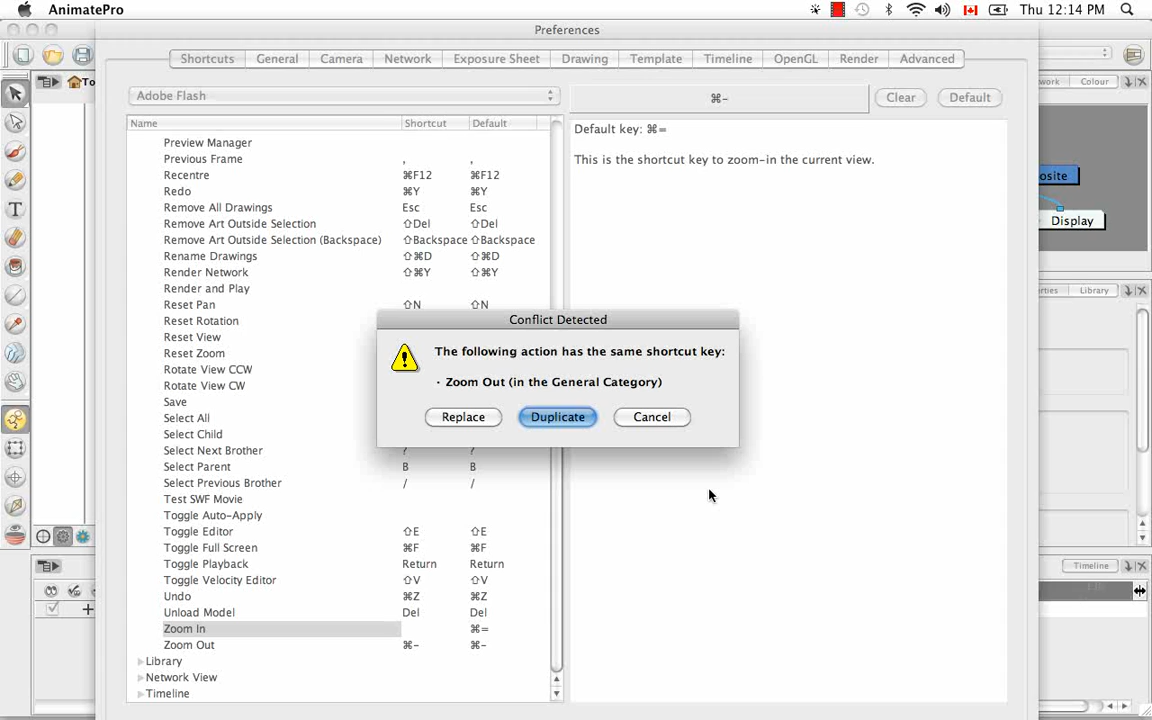 AnimatePro
Thu 12:14 PM
Preferences
Shortcuts General Camera Network Exposure Sheet Drawing Template Timeline OpenGL Render Advanced
To
work Colour
Adobe Flash
⌘-
Clear Default
Name Shortcut Default
Default key: ⌘=
This is the shortcut key to zoom-in the current view.
Preview Manager
Previous Frame , ,
Recentre ⌘F12 ⌘F12
Redo ⌘Y ⌘Y
Remove All Drawings Esc Esc
Remove Art Outside Selection ⇧Del ⇧Del
Remove Art Outside Selection (Backspace) ⇧Backspace ⇧Backspace
Rename Drawings ⇧⌘D ⇧⌘D
Render Network ⇧⌘Y ⇧⌘Y
Render and Play
Reset Pan ⇧N ⇧N
Reset Rotation
Reset View
Reset Zoom
Rotate View CCW
Rotate View CW
Save
Select All
Select Child
Select Next Brother ? ?
Select Parent B B
Select Previous Brother / /
Test SWF Movie
Toggle Auto-Apply
Toggle Editor ⇧E ⇧E
Toggle Full Screen ⌘F ⌘F
Toggle Playback Return Return
Toggle Velocity Editor ⇧V ⇧V
Undo ⌘Z ⌘Z
Unload Model Del Del
Zoom In ⌘=
Zoom Out ⌘- ⌘-
Library
Network View
Timeline
Conflict Detected
The following action has the same shortcut key:
· Zoom Out (in the General Category)
Replace Duplicate Cancel
osite
Display
rties Library
Timeline
T